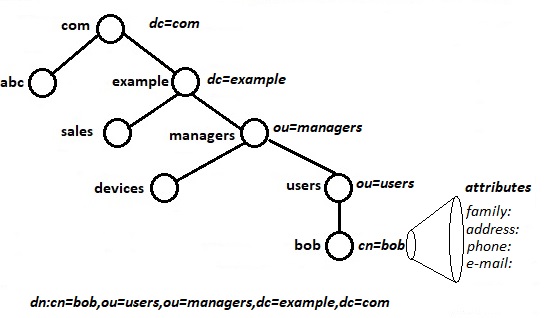 com dc=com
abc example dc=example
sales managers ou=managers
devices users ou=users attributes
family:
address:
bob cn=bob phone:
e-mail:
dn:cn=bob,ou=users,ou=managers,dc=example,dc=com